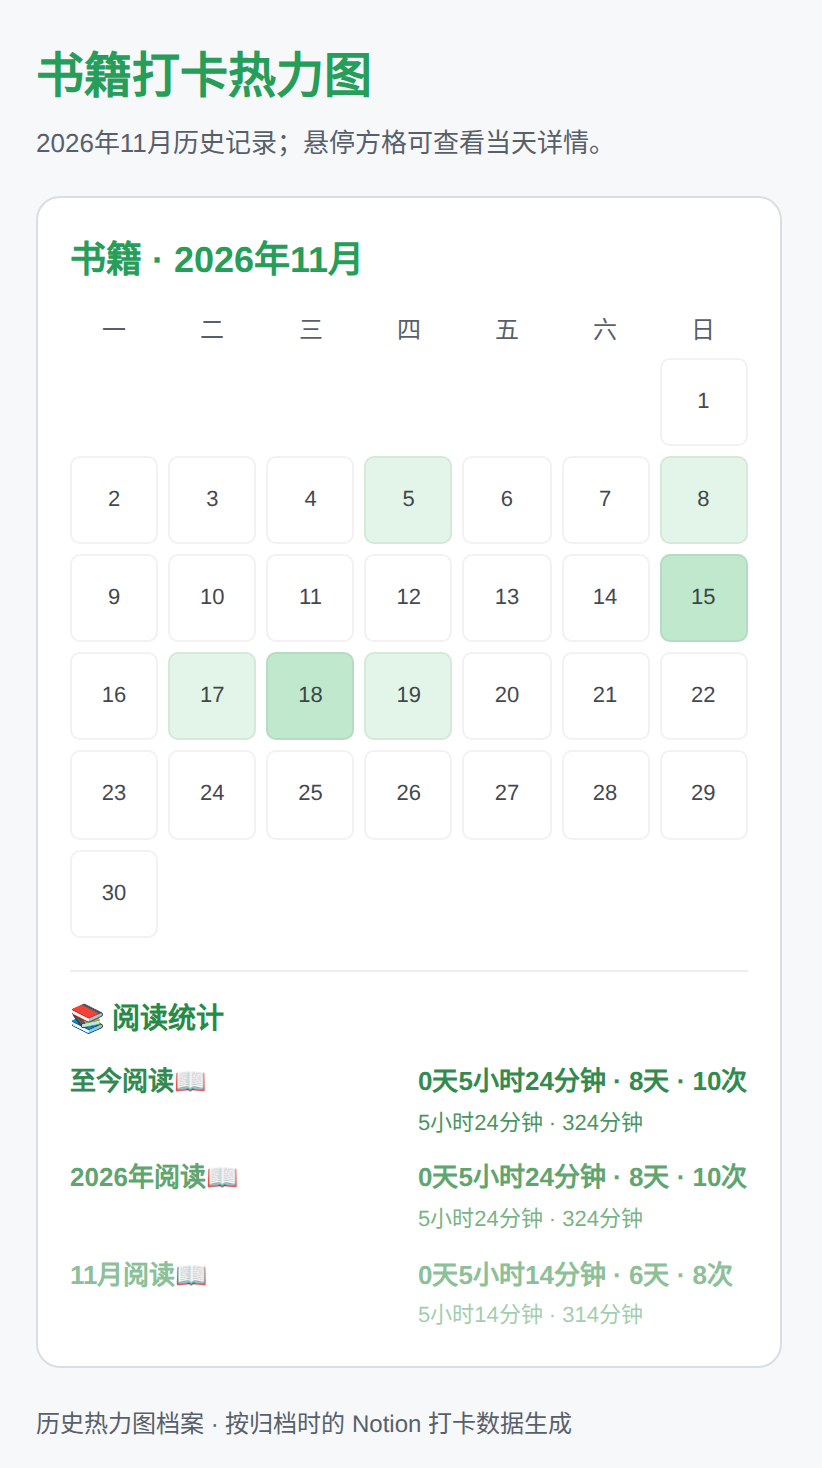 书籍打卡热力图
2026年11月历史记录；悬停方格可查看当天详情。
书籍 · 2026年11月
一 二 三 四 五 六 日
1
2 3 4 5 6 7 8
9 10 11 12 13 14 15
16 17 18 19 20 21 22
23 24 25 26 27 28 29
30
📚 阅读统计
至今阅读📖 0天5小时24分钟 · 8天 · 10次
5小时24分钟 · 324分钟
2026年阅读📖 0天5小时24分钟 · 8天 · 10次
5小时24分钟 · 324分钟
11月阅读📖 0天5小时14分钟 · 6天 · 8次
5小时14分钟 · 314分钟
历史热力图档案 · 按归档时的 Notion 打卡数据生成